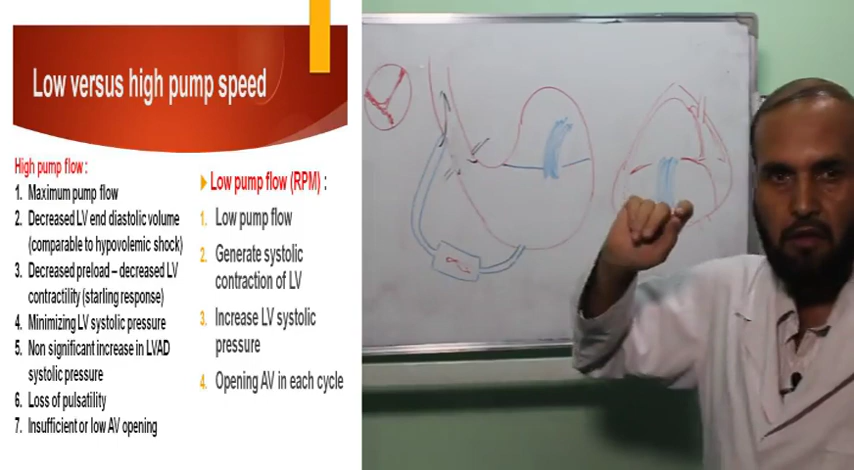 Low versus high pump speed
High pump flow :
1. Maximum pump flow
2. Decreased LV end diastolic volume
(comparable to hypovolemic shock)
3. Decreased preload – decreased LV
contractility (starling response)
4. Minimizing LV systolic pressure
5. Non significant increase in LVAD
systolic pressure
6. Loss of pulsatility
7. Insufficient or low AV opening
Low pump flow (RPM) :
1. Low pump flow
2. Generate systolic
contraction of LV
3. Increase LV systolic
pressure
4. Opening AV in each cycle